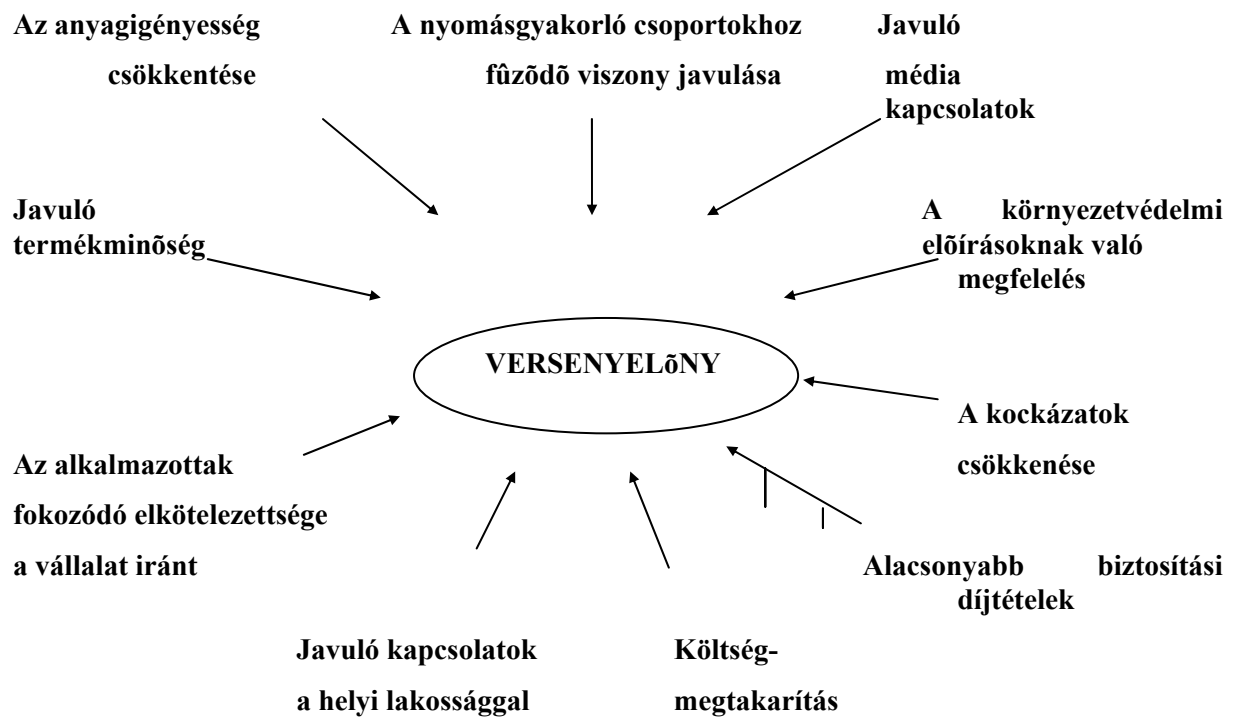 Az anyagigényesség
csökkentése
A nyomásgyakorló csoportokhoz
fûzõdõ viszony javulása
Javuló
média
kapcsolatok
Javuló
termékminõség
A környezetvédelmi
elõírásoknak való
megfelelés
VERSENYELõNY
A kockázatok
csökkenése
Az alkalmazottak
fokozódó elkötelezettsége
a vállalat iránt
Alacsonyabb biztosítási
díjtételek
Javuló kapcsolatok
a helyi lakossággal
Költség-
megtakarítás